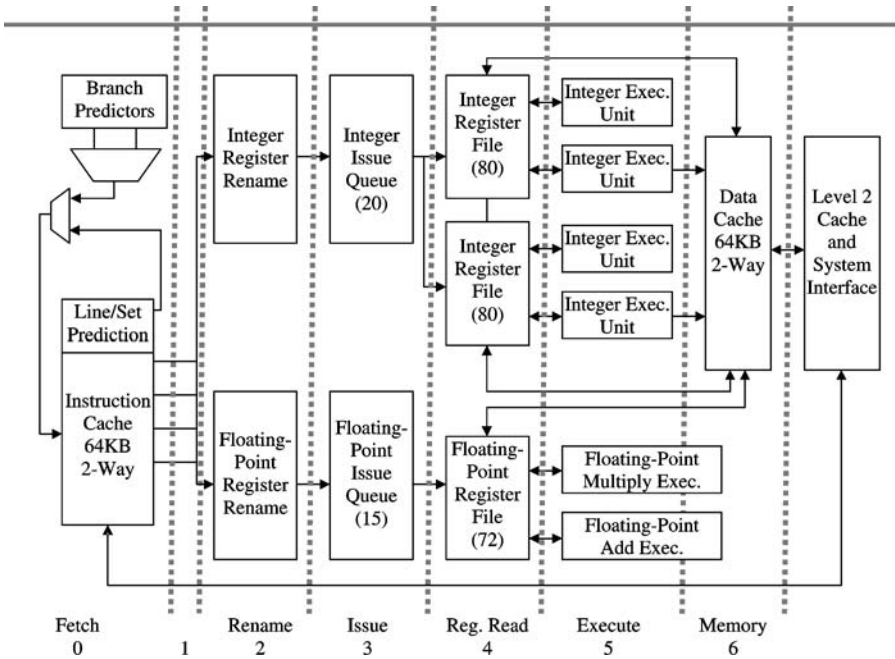 Branch
Predictors
Line/Set
Prediction
Instruction
Cache
64KB
2-Way
Integer
Register
Rename
Floating-
Point
Register
Rename
Integer
Issue
Queue
(20)
Floating-
Point
Issue
Queue
(15)
Integer
Register
File
(80)
Integer
Register
File
(80)
Floating-
Point
Register
File
(72)
Integer Exec.
Unit
Integer Exec.
Unit
Integer Exec.
Unit
Integer Exec.
Unit
Floating-Point
Multiply Exec.
Floating-Point
Add Exec.
Data
Cache
64KB
2-Way
Level 2
Cache
and
System
Interface
Fetch Rename Issue Reg. Read Execute Memory
0 1 2 3 4 5 6